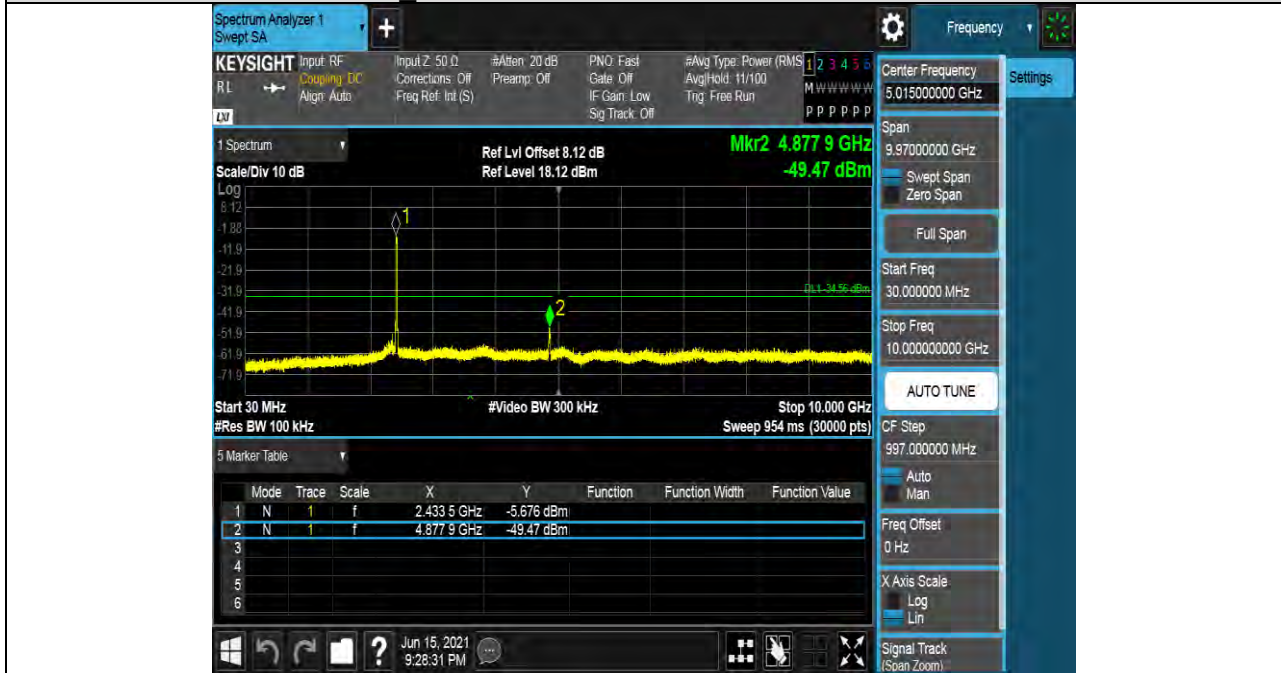 Spectrum Analyzer 1
Swept SA
+
Frequency
KEYSIGHT
RL
LXI
Input: RF
Coupling: DC
Align: Auto
Input Z: 50 Ω
Corrections: Off
Freq Ref: Int (S)
#Atten: 20 dB
Preamp: Off
PNO: Fast
Gate: Off
IF Gain: Low
Sig Track: Off
#Avg Type: Power (RMS
Avg|Hold: 11/100
Trig: Free Run
1 2 3 4 5 6
M W W W W W
P P P P P P
Center Frequency
5.015000000 GHz
Settings
1 Spectrum
Scale/Div 10 dB
Ref Lvl Offset 8.12 dB
Ref Level 18.12 dBm
Mkr2 4.877 9 GHz
-49.47 dBm
Span
9.97000000 GHz
Swept Span
Zero Span
Full Span
Log
8.12
-1.88
-11.9
-21.9
-31.9
-41.9
-51.9
-61.9
-71.9
1
DL1 -34.56 dBm
2
Start Freq
30.000000 MHz
Stop Freq
10.000000000 GHz
AUTO TUNE
Start 30 MHz
#Video BW 300 kHz
Stop 10.000 GHz
#Res BW 100 kHz
Sweep 954 ms (30000 pts)
CF Step
997.000000 MHz
Auto
Man
5 Marker Table
Mode Trace Scale X Y Function Function Width Function Value
1 N 1 f 2.433 5 GHz -5.676 dBm
2 N 1 f 4.877 9 GHz -49.47 dBm
3
4
5
6
Freq Offset
0 Hz
X Axis Scale
Log
Lin
Signal Track
(Span Zoom)
?
Jun 15, 2021
9:28:31 PM